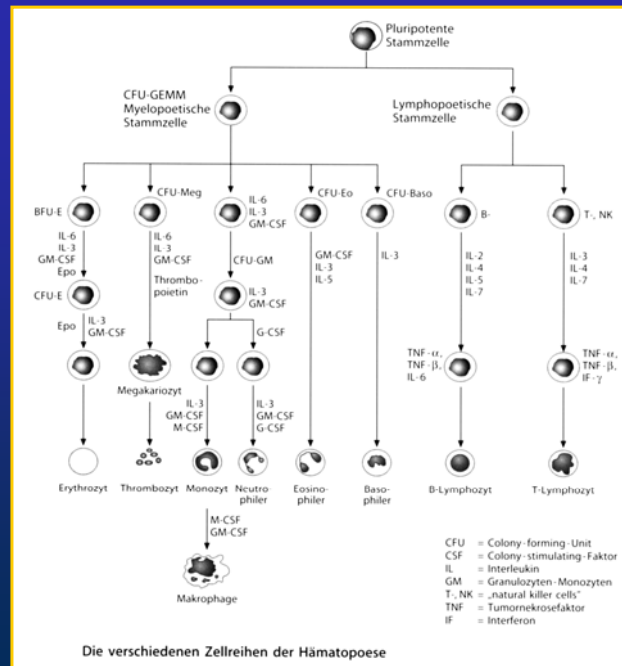 Pluripotente
Stammzelle
CFU-GEMM
Myelopoetische
Stammzelle
Lymphopoetische
Stammzelle
BFU-E
CFU-Meg
IL-6
IL-3
GM-CSF
CFU-Eo
CFU-Baso
B-
T-, NK
IL-6
IL-3
GM-CSF
Epo
IL-6
IL-3
GM-CSF
Thrombo-
poietin
CFU-GM
GM-CSF
IL-3
IL-5
IL-3
IL-2
IL-4
IL-5
IL-7
IL-3
IL-4
IL-7
CFU-E
IL-3
GM-CSF
Epo
IL-3
GM-CSF
G-CSF
Megakariozyt
TNF-α,
TNF-β,
IL-6
TNF-α,
TNF-β,
IF-γ
IL-3
GM-CSF
M-CSF
IL-3
GM-CSF
G-CSF
Erythrozyt
Thrombozyt
Monozyt
Neutro-
philer
Eosino-
philer
Baso-
philer
B-Lymphozyt
T-Lymphozyt
M-CSF
GM-CSF
Makrophage
CFU = Colony-forming-Unit
CSF = Colony-stimulating-Faktor
IL = Interleukin
GM = Granulozyten-Monozyten
T-, NK = „natural killer cells"
TNF = Tumornekrosefaktor
IF = Interferon
Die verschiedenen Zellreihen der Hämatopoese